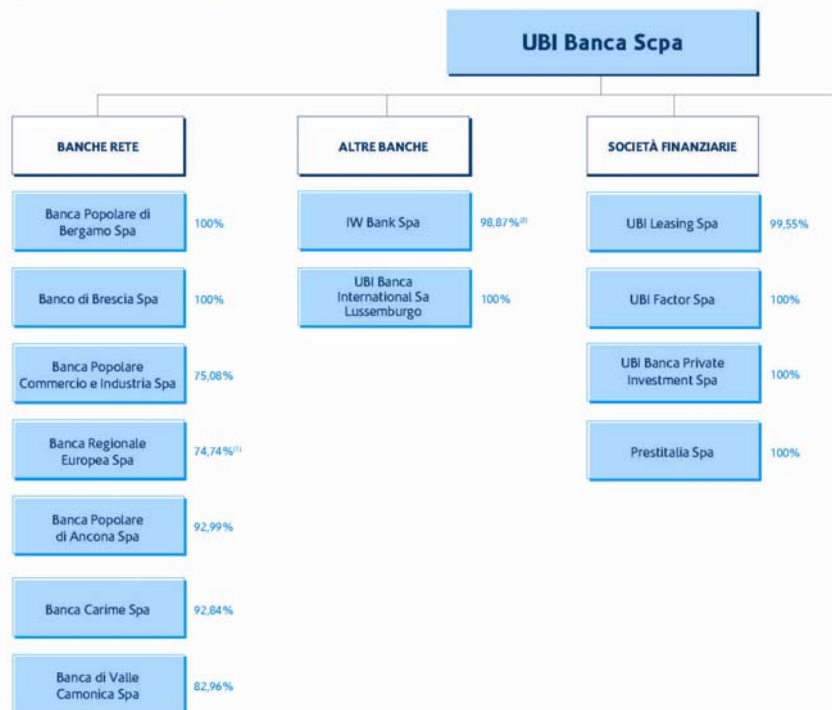 UBI Banca Scpa
BANCHE RETE
Banca Popolare di
Bergamo Spa
100%
Banco di Brescia Spa
100%
Banca Popolare
Commercio e Industria Spa
75,08%
Banca Regionale
Europea Spa
74,74%(1)
Banca Popolare
di Ancona Spa
92,99%
Banca Carime Spa
92,84%
Banca di Valle
Camonica Spa
82,96%
ALTRE BANCHE
IW Bank Spa
98,87%(2)
UBI Banca
International Sa
Lussemburgo
100%
SOCIETÀ FINANZIARIE
UBI Leasing Spa
99,55%
UBI Factor Spa
100%
UBI Banca Private
Investment Spa
100%
Prestitalia Spa
100%